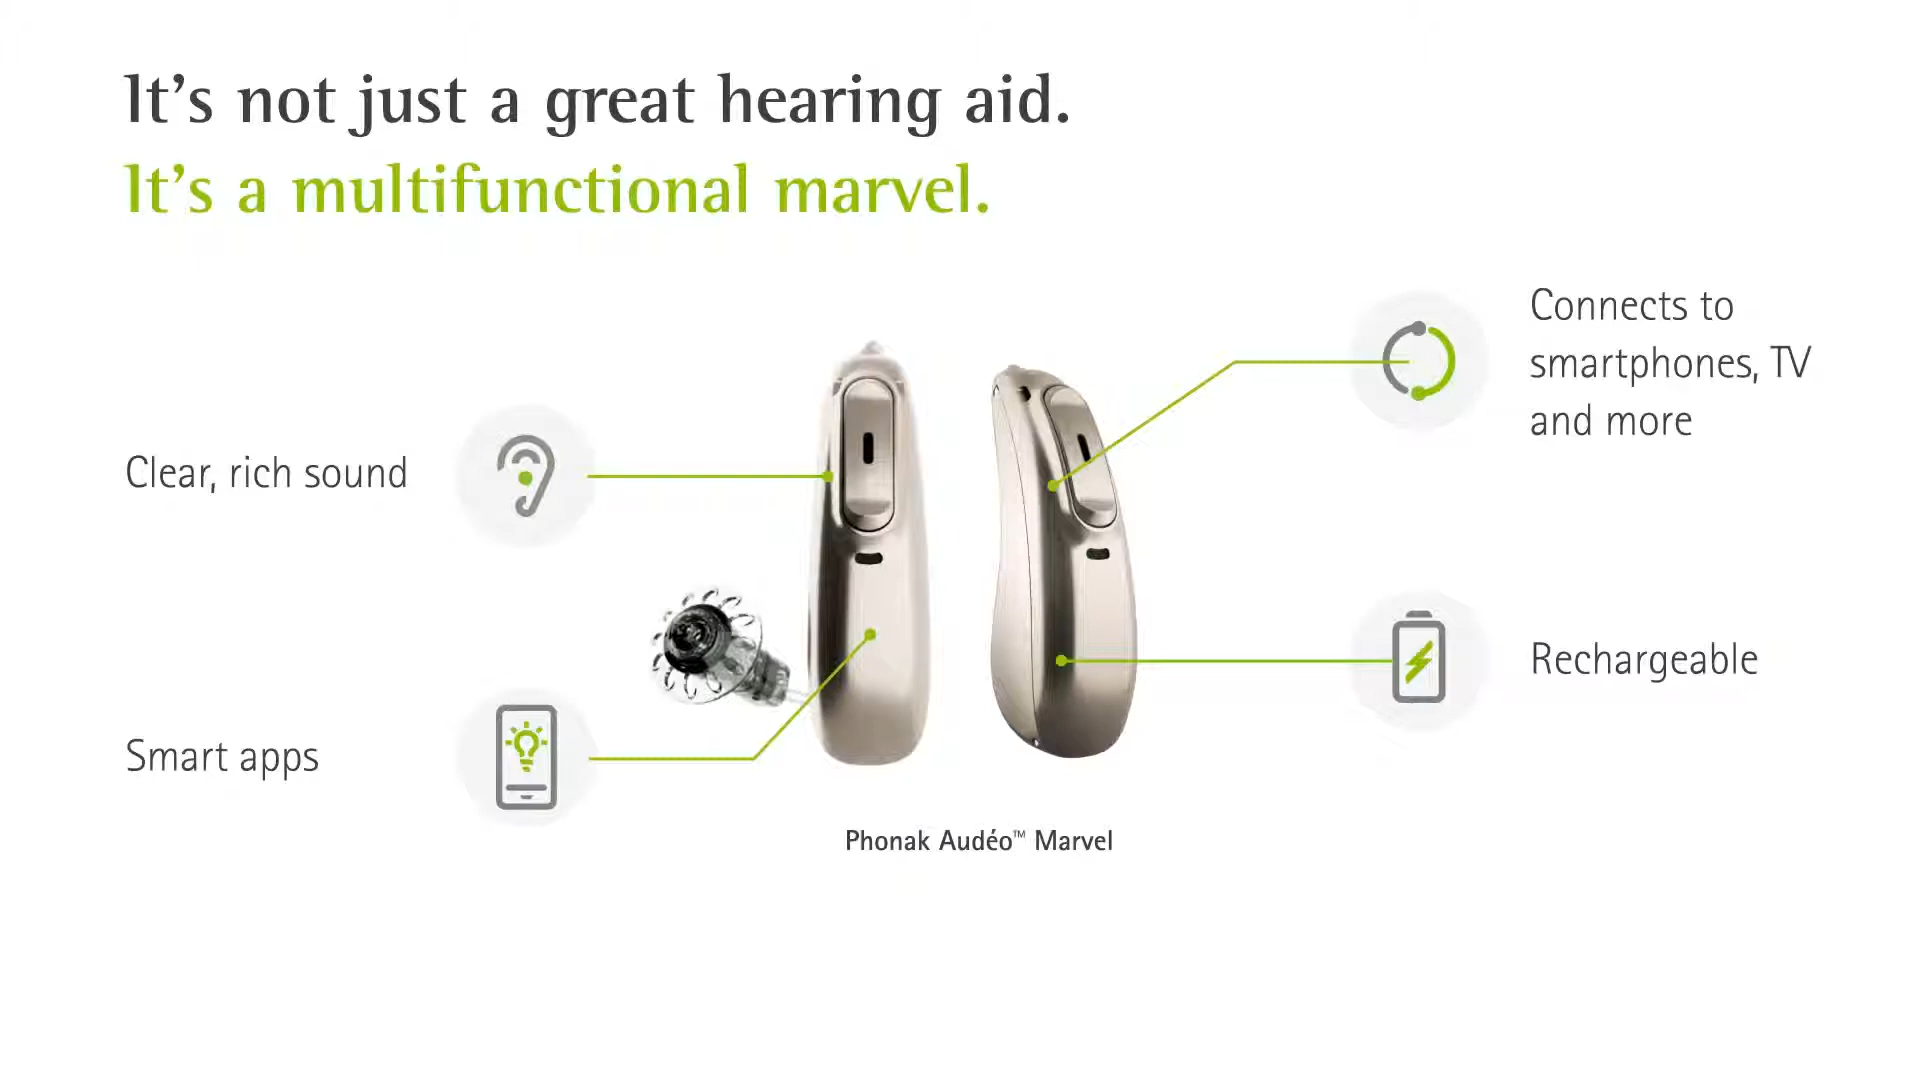 It's not just a great hearing aid.
It's a multifunctional marvel.
Connects to
smartphones, TV
and more
Clear, rich sound
Rechargeable
Smart apps
Phonak Audéo™ Marvel